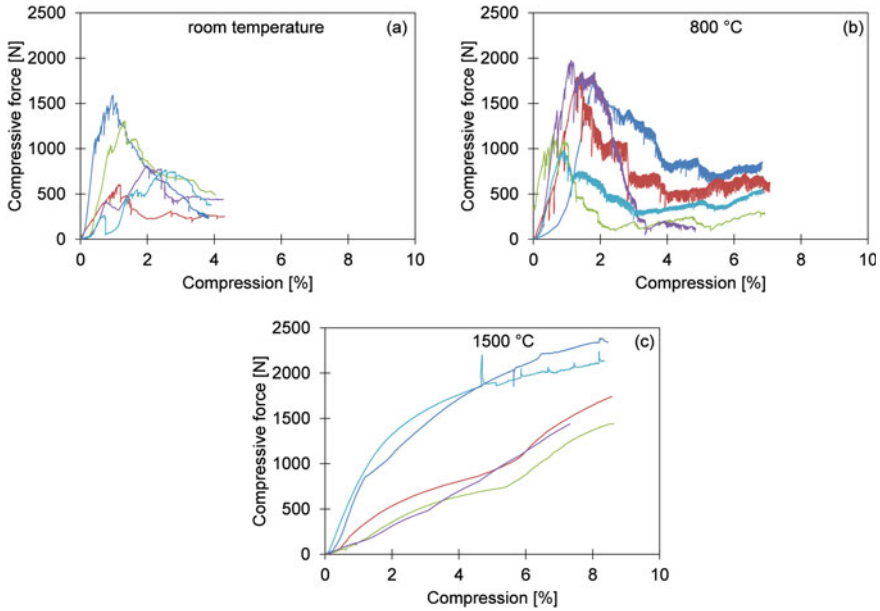 room temperature
(a)
Compressive force [N]
2500
2000
1500
1000
500
0
0 2 4 6 8 10
Compression [%]
800 °C
(b)
Compressive force [N]
2500
2000
1500
1000
500
0
0 2 4 6 8 10
Compression [%]
1500 °C
(c)
Compressive force [N]
2500
2000
1500
1000
500
0
0 2 4 6 8 10
Compression [%]